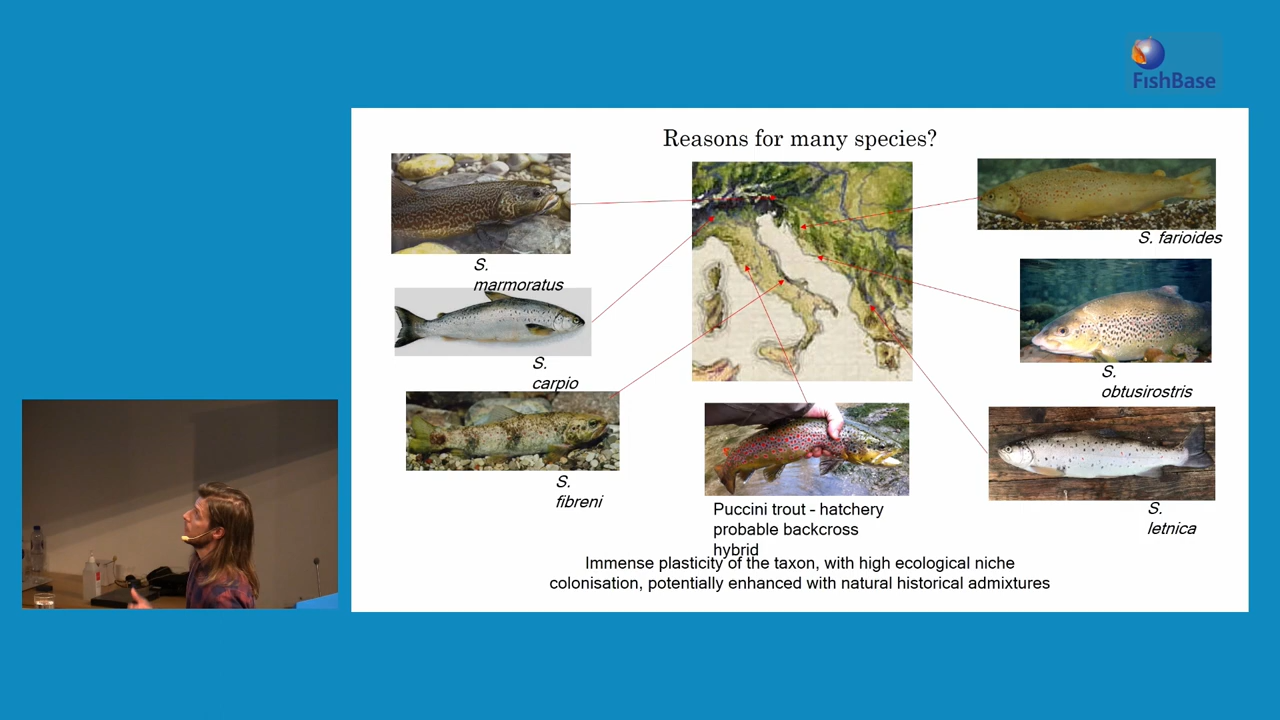 FishBase
Reasons for many species?
S.
marmoratus
S.
carpio
S.
fibreni
Puccini trout - hatchery
probable backcross
hybrid
S. farioides
S.
obtusirostris
S.
letnica
Immense plasticity of the taxon, with high ecological niche
colonisation, potentially enhanced with natural historical admixtures